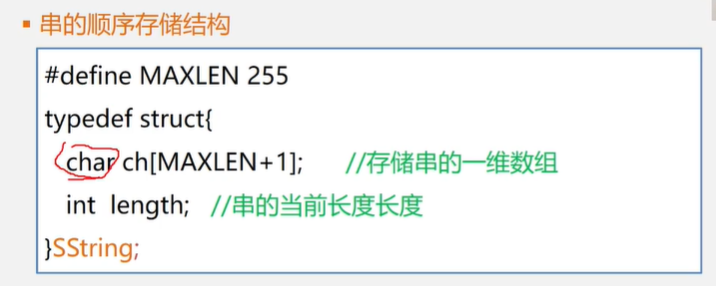 ▪ 串的顺序存储结构
#define MAXLEN 255
typedef struct{
char ch[MAXLEN+1]; //存储串的一维数组
int length; //串的当前长度长度
}SString;